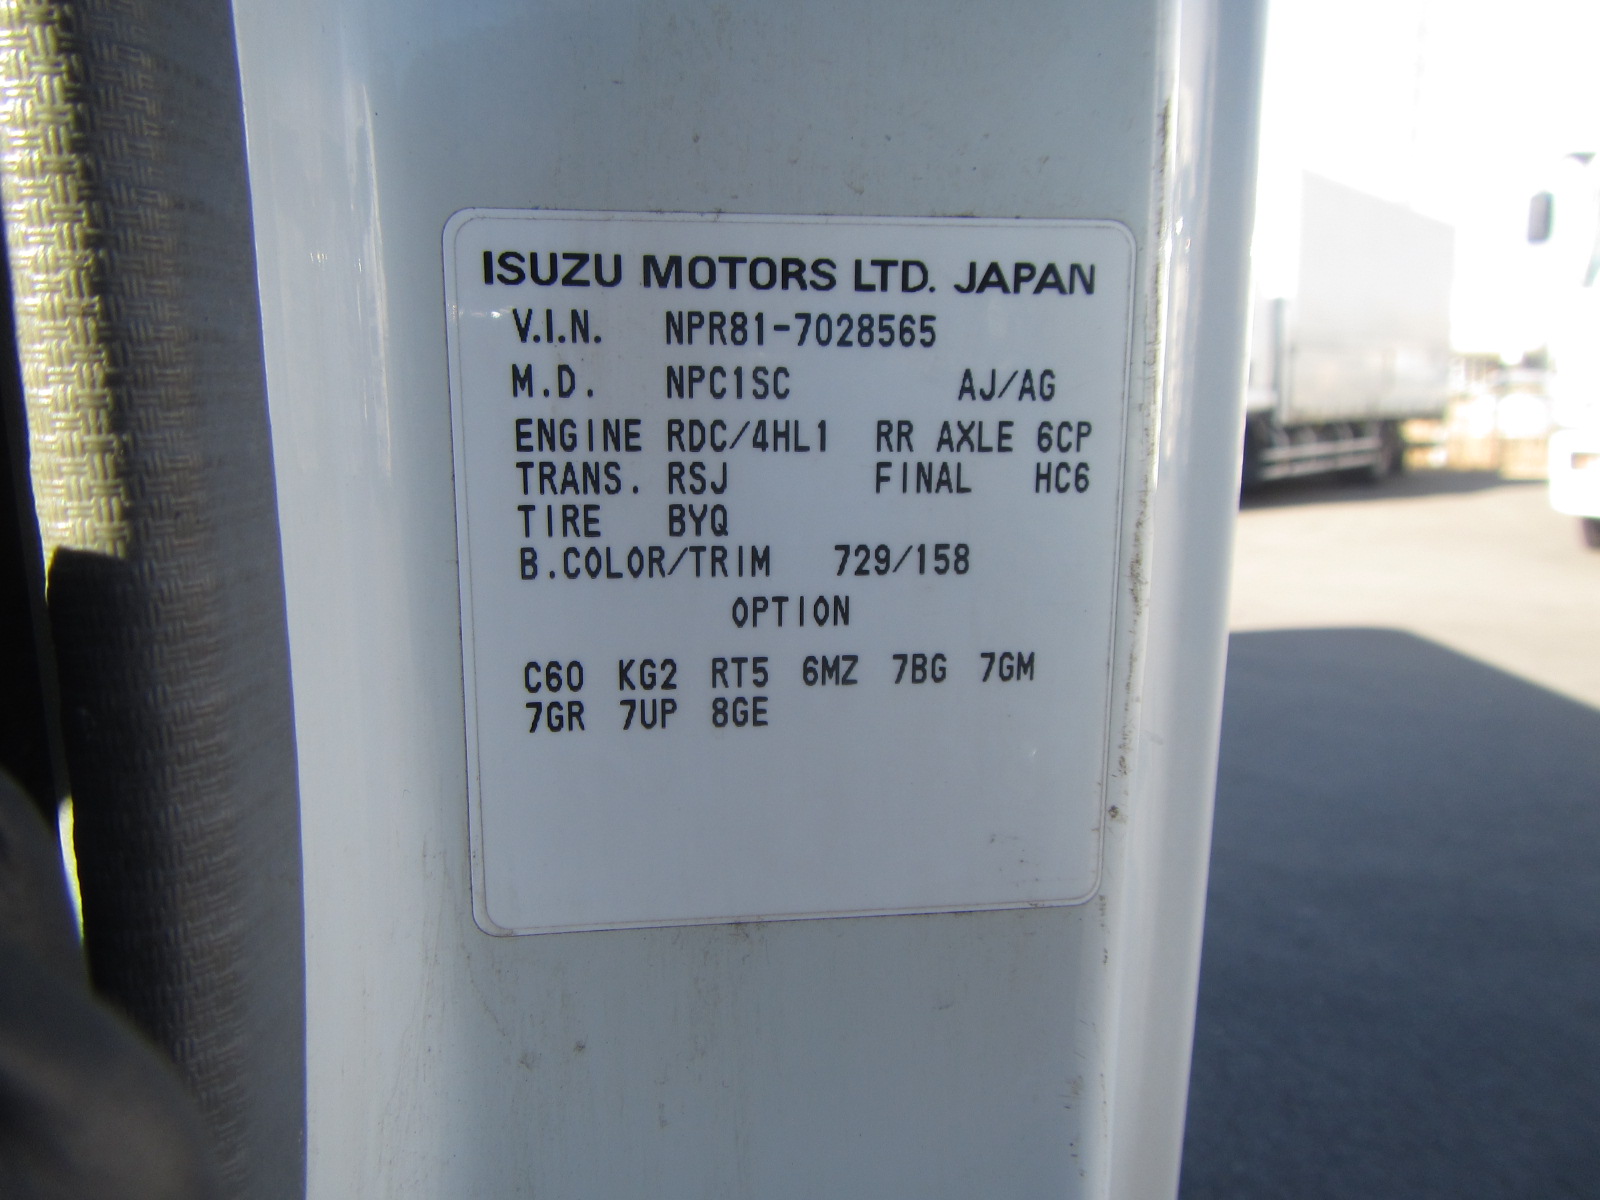 ISUZU MOTORS LTD. JAPAN
V.I.N. NPR81-7028565
M.D. NPC1SC AJ/AG
ENGINE RDC/4HL1 RR AXLE 6CP
TRANS. RSJ FINAL HC6
TIRE BYQ
B.COLOR/TRIM 729/158
OPTION
C60 KG2 RT5 6MZ 7BG 7GM
7GR 7UP 8GE